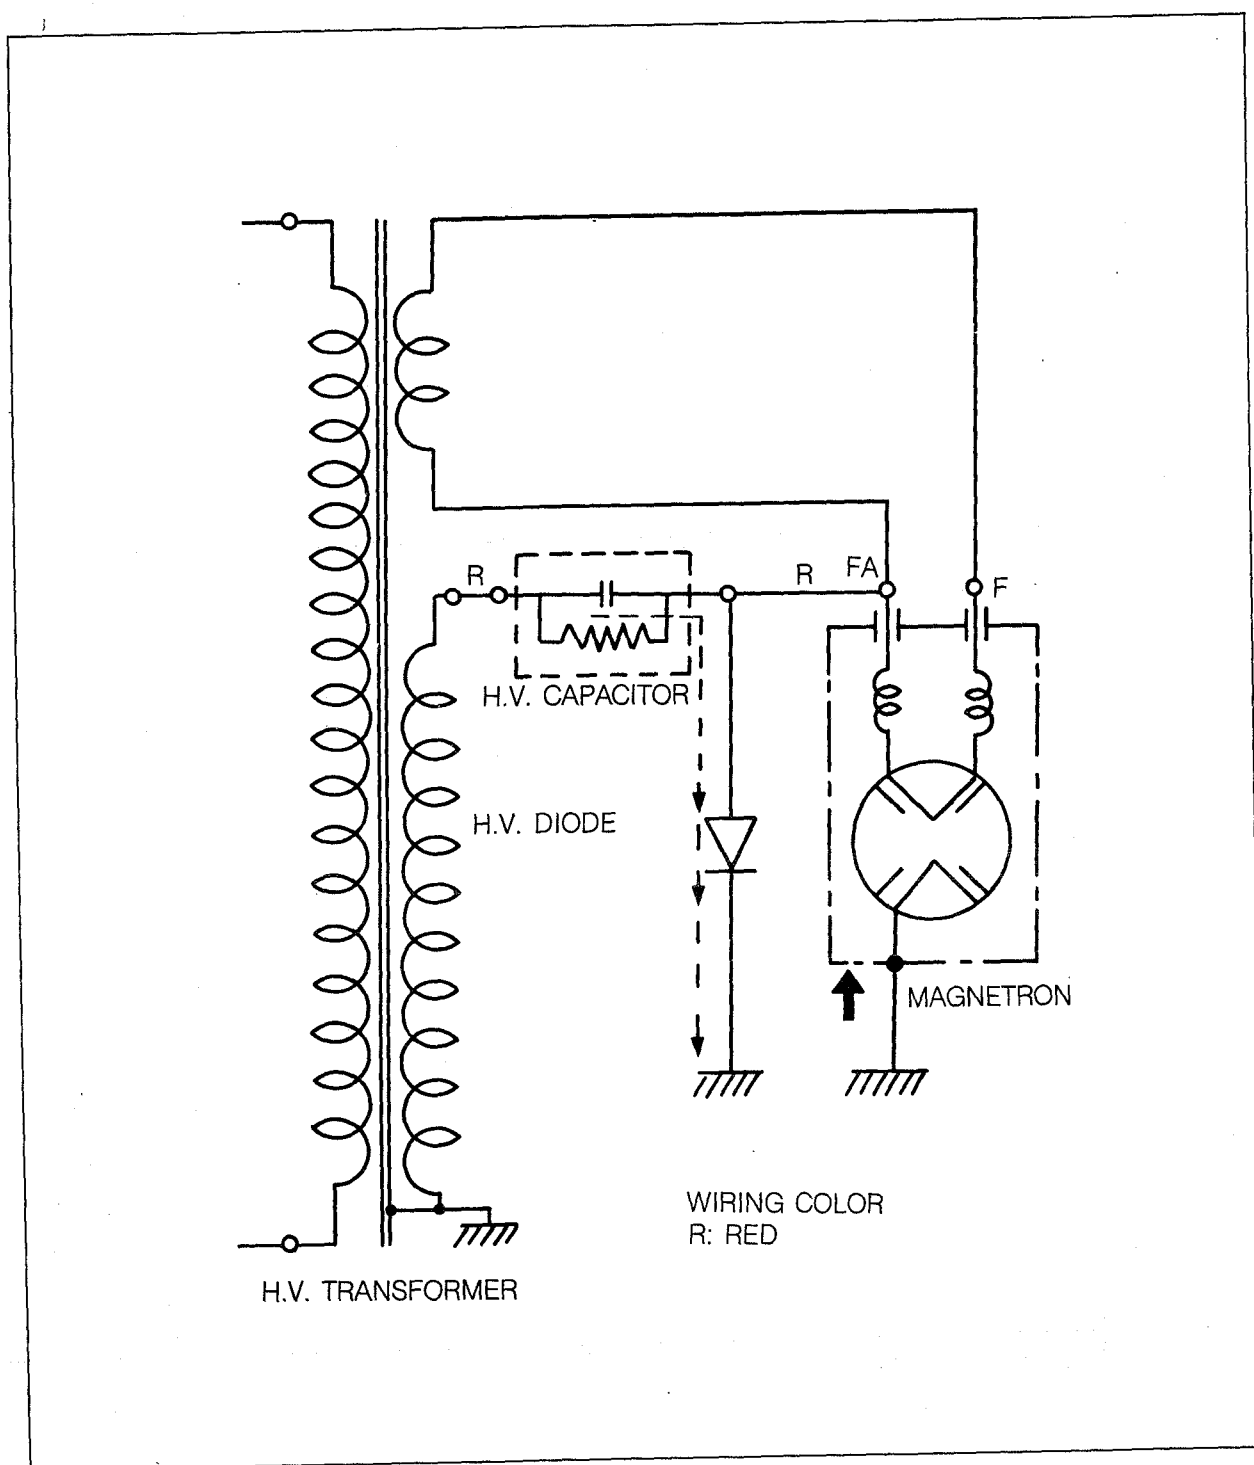 R
R
FA
F
H.V. CAPACITOR
H.V. DIODE
MAGNETRON
WIRING COLOR
R: RED
H.V. TRANSFORMER